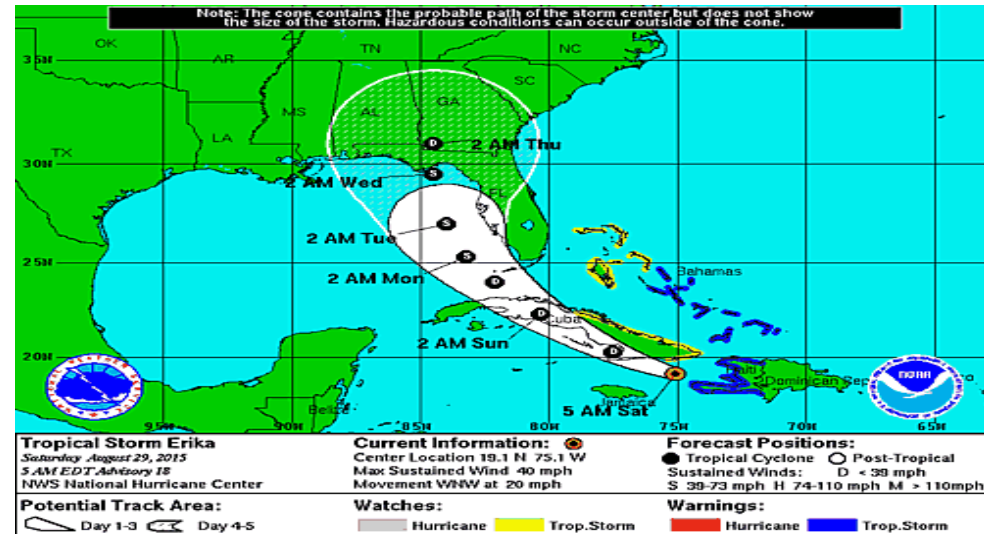 Note: The cone contains the probable path of the storm center but does not show
the size of the storm. Hazardous conditions can occur outside of the cone.
OK
TN
NC
35N
AR
SC
MS
AL
GA
LA
TX
2 AM Thu
30N
2 AM Wed
FL
2 AM Tue
25N
Bahamas
2 AM Mon
Cuba
2 AM Sun
20N
Haiti
NOAA
Dominican Rep
Jamaica
Belize
5 AM Sat
95W 90W 85W 80W 75W 70W 65W
Tropical Storm Erika
Saturday August 29, 2015
5 AM EDT Advisory 18
NWS National Hurricane Center
Current Information:
Center Location 19.1 N 75.1 W
Max Sustained Wind 40 mph
Movement WNW at 20 mph
Forecast Positions:
Tropical Cyclone Post-Tropical
Sustained Winds: D < 39 mph
S 39-73 mph H 74-110 mph M > 110mph
Potential Track Area:
Day 1-3 Day 4-5
Watches:
Hurricane Trop.Storm
Warnings:
Hurricane Trop.Storm